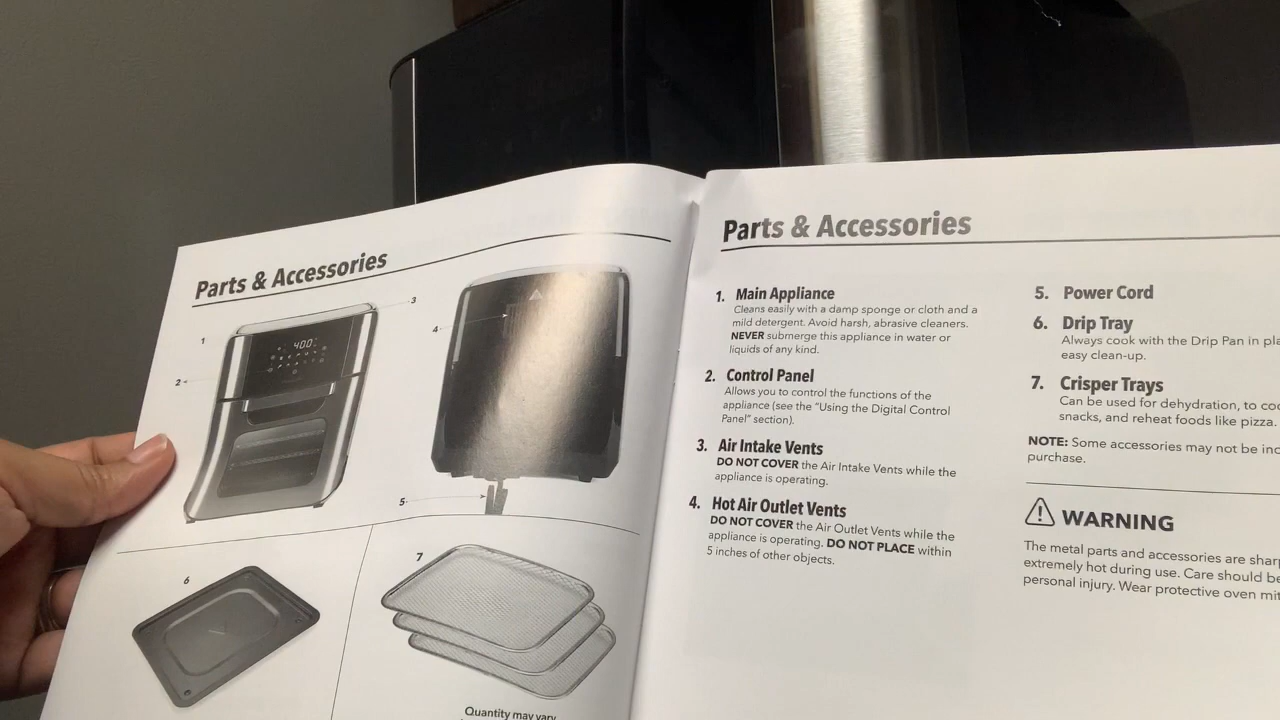 Parts & Accessories
3
1
400
2
4
5
6
7
Quantity may vary
Parts & Accessories
1. Main Appliance
Cleans easily with a damp sponge or cloth and a
mild detergent. Avoid harsh, abrasive cleaners.
NEVER submerge this appliance in water or
liquids of any kind.
2. Control Panel
Allows you to control the functions of the
appliance (see the "Using the Digital Control
Panel" section).
3. Air Intake Vents
DO NOT COVER the Air Intake Vents while the
appliance is operating.
4. Hot Air Outlet Vents
DO NOT COVER the Air Outlet Vents while the
appliance is operating. DO NOT PLACE within
5 inches of other objects.
5. Power Cord
6. Drip Tray
Always cook with the Drip Pan in pla
easy clean-up.
7. Crisper Trays
Can be used for dehydration, to coo
snacks, and reheat foods like pizza.
NOTE: Some accessories may not be inc
purchase.
WARNING
The metal parts and accessories are shar
extremely hot during use. Care should be
personal injury. Wear protective oven mit